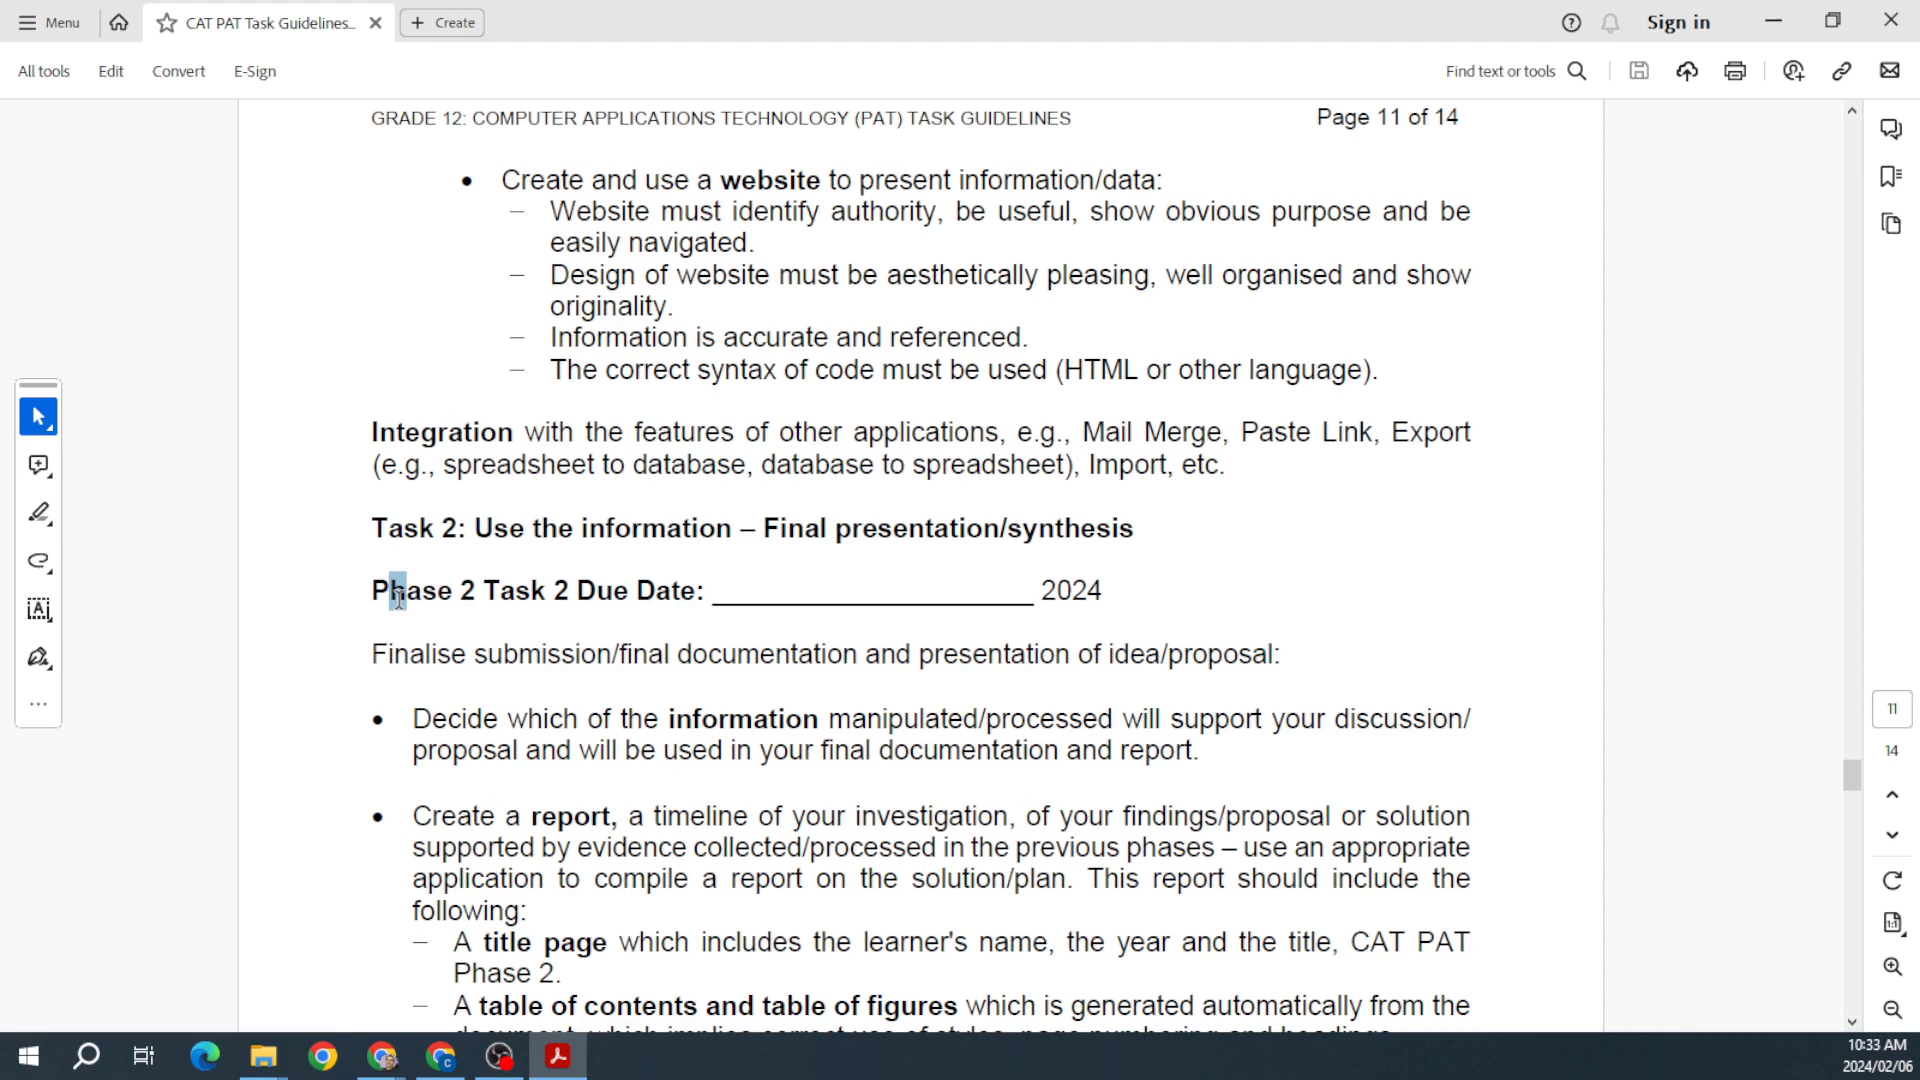 Menu
CAT PAT Task Guidelines...
Create
Sign in
All tools
Edit
Convert
E-Sign
Find text or tools
GRADE 12: COMPUTER APPLICATIONS TECHNOLOGY (PAT) TASK GUIDELINES Page 11 of 14
• Create and use a website to present information/data:
– Website must identify authority, be useful, show obvious purpose and be
easily navigated.
– Design of website must be aesthetically pleasing, well organised and show
originality.
– Information is accurate and referenced.
– The correct syntax of code must be used (HTML or other language).
Integration with the features of other applications, e.g., Mail Merge, Paste Link, Export
(e.g., spreadsheet to database, database to spreadsheet), Import, etc.
Task 2: Use the information – Final presentation/synthesis
Phase 2 Task 2 Due Date: ______________________ 2024
Finalise submission/final documentation and presentation of idea/proposal:
• Decide which of the information manipulated/processed will support your discussion/
proposal and will be used in your final documentation and report.
• Create a report, a timeline of your investigation, of your findings/proposal or solution
supported by evidence collected/processed in the previous phases – use an appropriate
application to compile a report on the solution/plan. This report should include the
following:
– A title page which includes the learner's name, the year and the title, CAT PAT
Phase 2.
– A table of contents and table of figures which is generated automatically from the
11
14
10:33 AM
2024/02/06